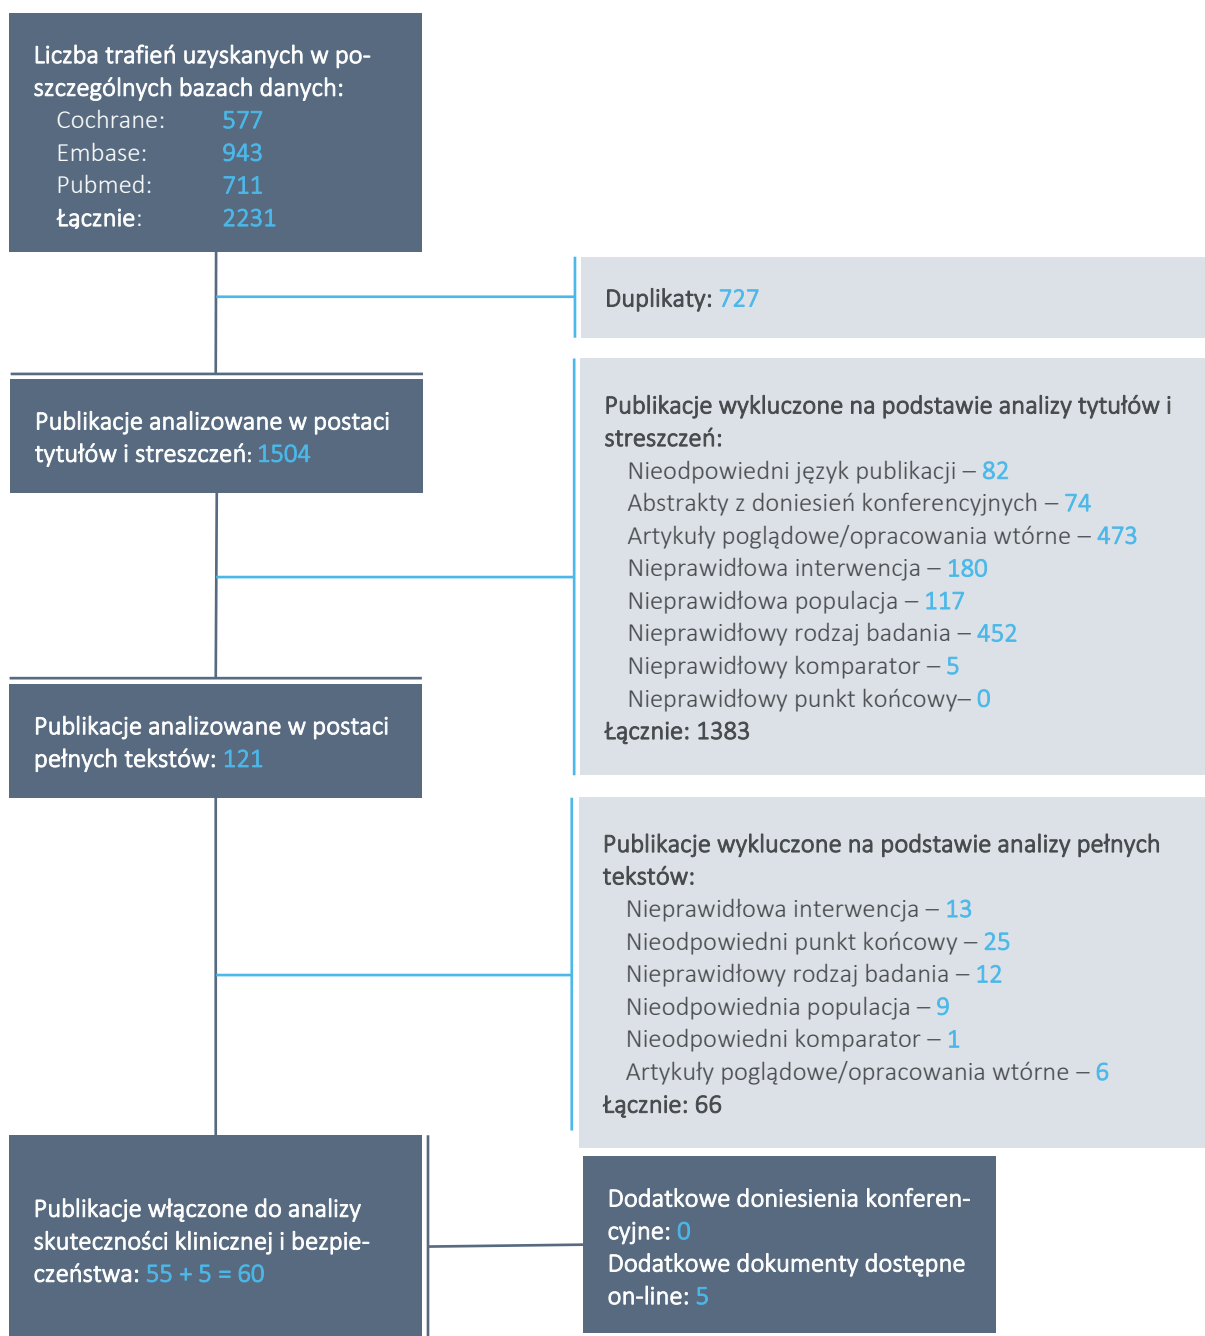 Liczba trafień uzyskanych w po-
szczególnych bazach danych:
Cochrane: 577
Embase: 943
Pubmed: 711
Łącznie: 2231
Duplikaty: 727
Publikacje analizowane w postaci
tytułów i streszczeń: 1504
Publikacje wykluczone na podstawie analizy tytułów i
streszczeń:
Nieodpowiedni język publikacji – 82
Abstrakty z doniesień konferencyjnych – 74
Artykuły poglądowe/opracowania wtórne – 473
Nieprawidłowa interwencja – 180
Nieprawidłowa populacja – 117
Nieprawidłowy rodzaj badania – 452
Nieprawidłowy komparator – 5
Nieprawidłowy punkt końcowy– 0
Łącznie: 1383
Publikacje analizowane w postaci
pełnych tekstów: 121
Publikacje wykluczone na podstawie analizy pełnych
tekstów:
Nieprawidłowa interwencja – 13
Nieodpowiedni punkt końcowy – 25
Nieprawidłowy rodzaj badania – 12
Nieodpowiednia populacja – 9
Nieodpowiedni komparator – 1
Artykuły poglądowe/opracowania wtórne – 6
Łącznie: 66
Publikacje włączone do analizy
skuteczności klinicznej i bezpie-
czeństwa: 55 + 5 = 60
Dodatkowe doniesienia konferen-
cyjne: 0
Dodatkowe dokumenty dostępne
on-line: 5